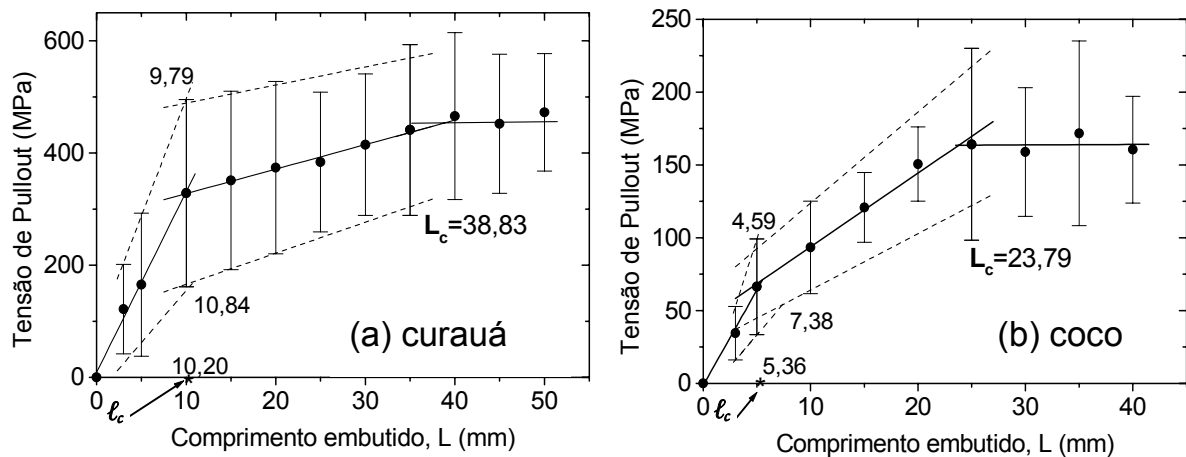 Tensão de Pullout (MPa)
600
400
200
0
9,79
10,84
10,20
L_c=38,83
(a) curauá
ℓ_c
0 10 20 30 40 50
Comprimento embutido, L (mm)
Tensão de Pullout (MPa)
250
200
150
100
50
0
4,59
7,38
5,36
L_c=23,79
(b) coco
ℓ_c
0 10 20 30 40
Comprimento embutido, L (mm)